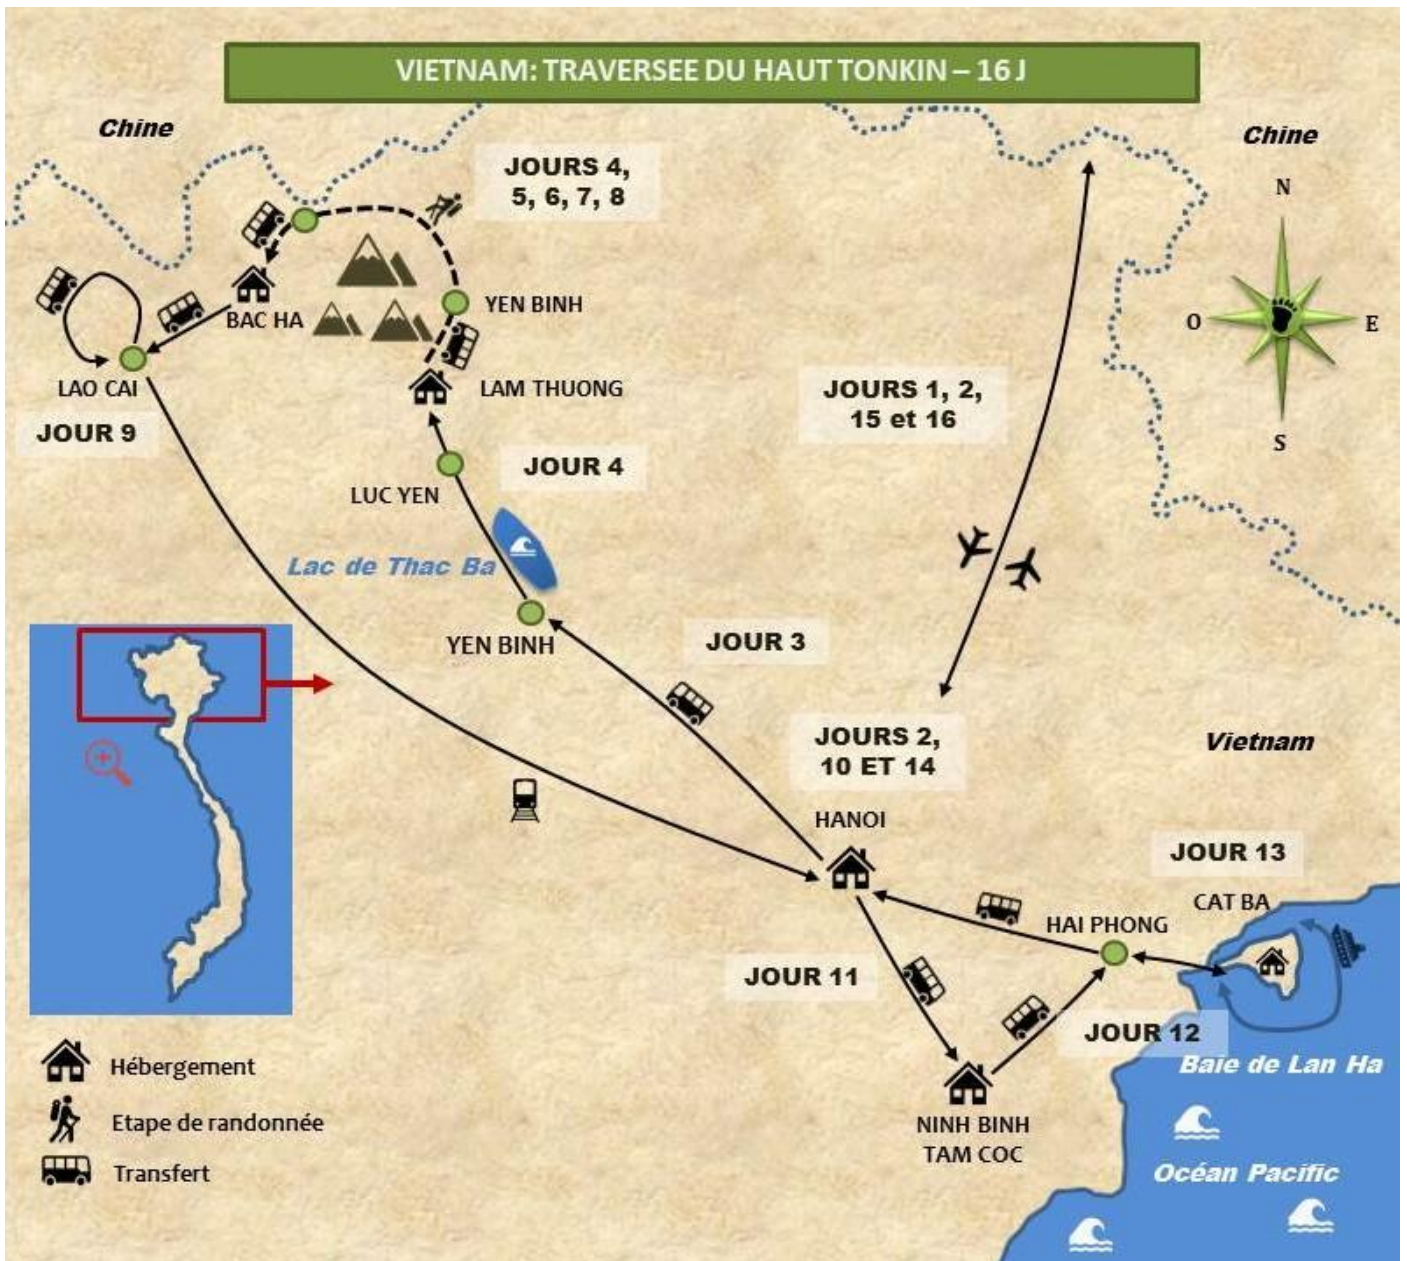 VIETNAM: TRAVERSEE DU HAUT TONKIN – 16 J
Chine
Chine
JOURS 4,
5, 6, 7, 8
N
O
E
S
YEN BINH
BAC HA
LAO CAI
LAM THUONG
JOURS 1, 2,
15 et 16
JOUR 9
JOUR 4
LUC YEN
Lac de Thac Ba
YEN BINH
JOUR 3
JOURS 2,
10 ET 14
Vietnam
HANOI
JOUR 13
CAT BA
HAI PHONG
JOUR 11
JOUR 12
Baie de Lan Ha
NINH BINH
TAM COC
Océan Pacific
Hébergement
Etape de randonnée
Transfert